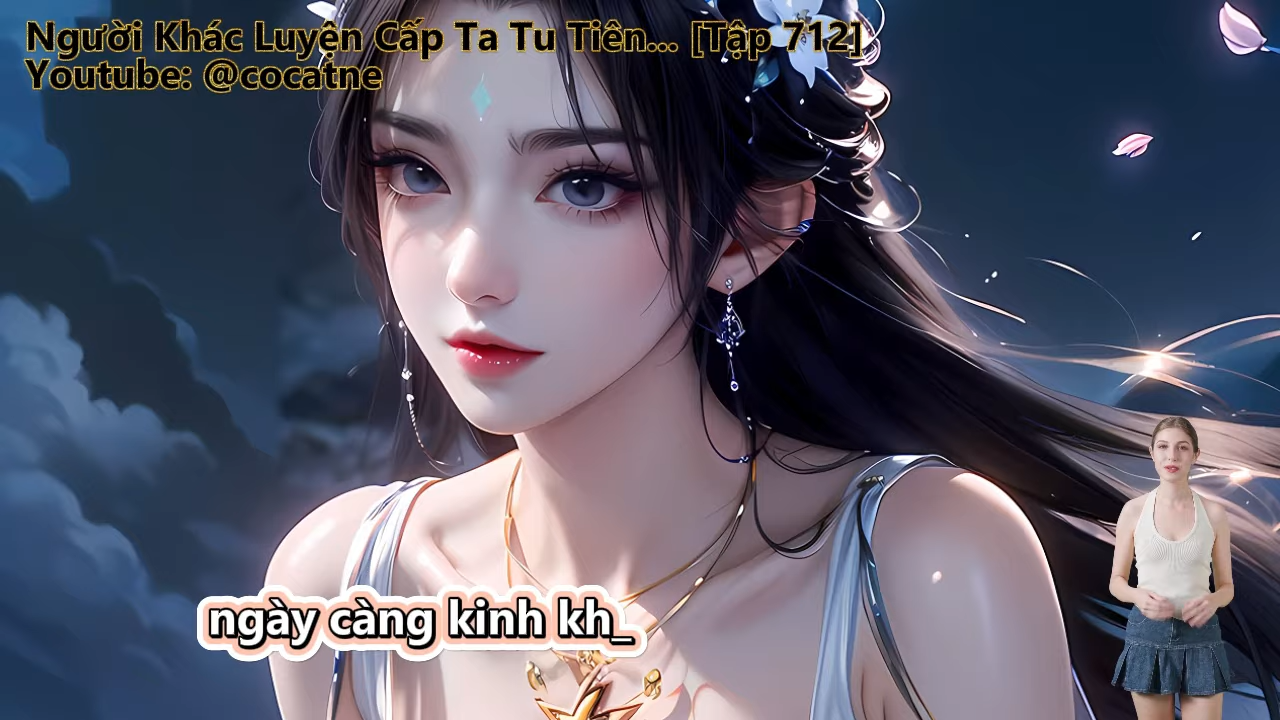 Người Khác Luyện Cấp Ta Tu Tiên... [Tập 712]
Youtube: @cocatne
ngày càng kinh kh_